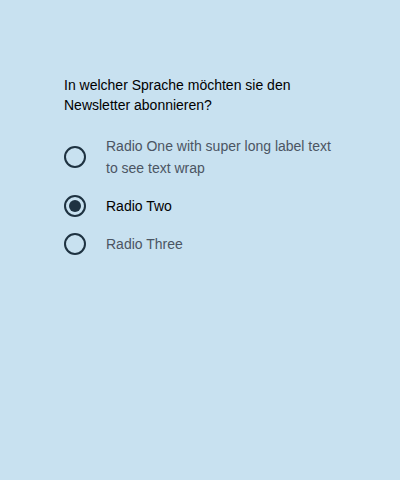 In welcher Sprache möchten sie den
Newsletter abonnieren?
Radio One with super long label text
to see text wrap
Radio Two
Radio Three